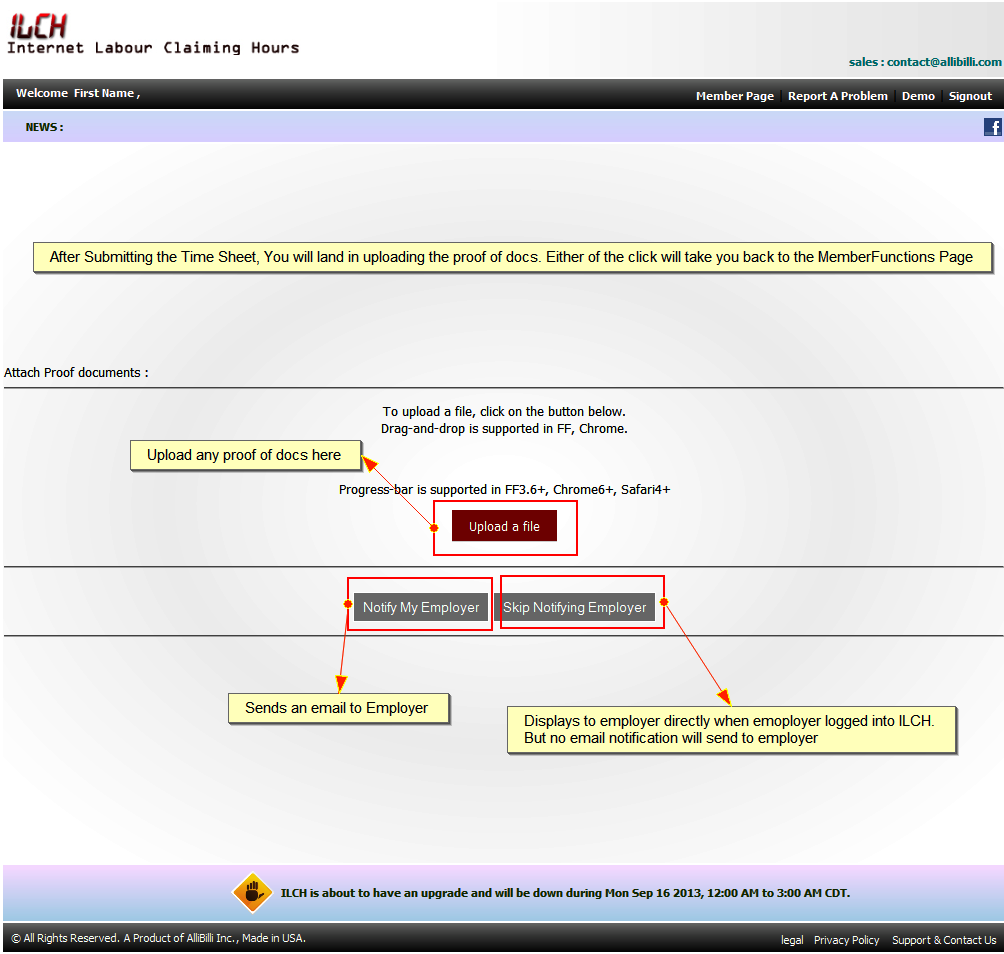 ILCH
Internet Labour Claiming Hours
sales : contact@allibilli.com
Welcome First Name ,
Member Page | Report A Problem | Demo | Signout
NEWS :
f
After Submitting the Time Sheet, You will land in uploading the proof of docs. Either of the click will take you back to the MemberFunctions Page
Attach Proof documents :
To upload a file, click on the button below.
Drag-and-drop is supported in FF, Chrome.
Upload any proof of docs here
Progress-bar is supported in FF3.6+, Chrome6+, Safari4+
Upload a file
Notify My Employer
Skip Notifying Employer
Sends an email to Employer
Displays to employer directly when emoployer logged into ILCH.
But no email notification will send to employer
ILCH is about to have an upgrade and will be down during Mon Sep 16 2013, 12:00 AM to 3:00 AM CDT.
© All Rights Reserved. A Product of AlliBilli Inc., Made in USA.
legal Privacy Policy Support & Contact Us